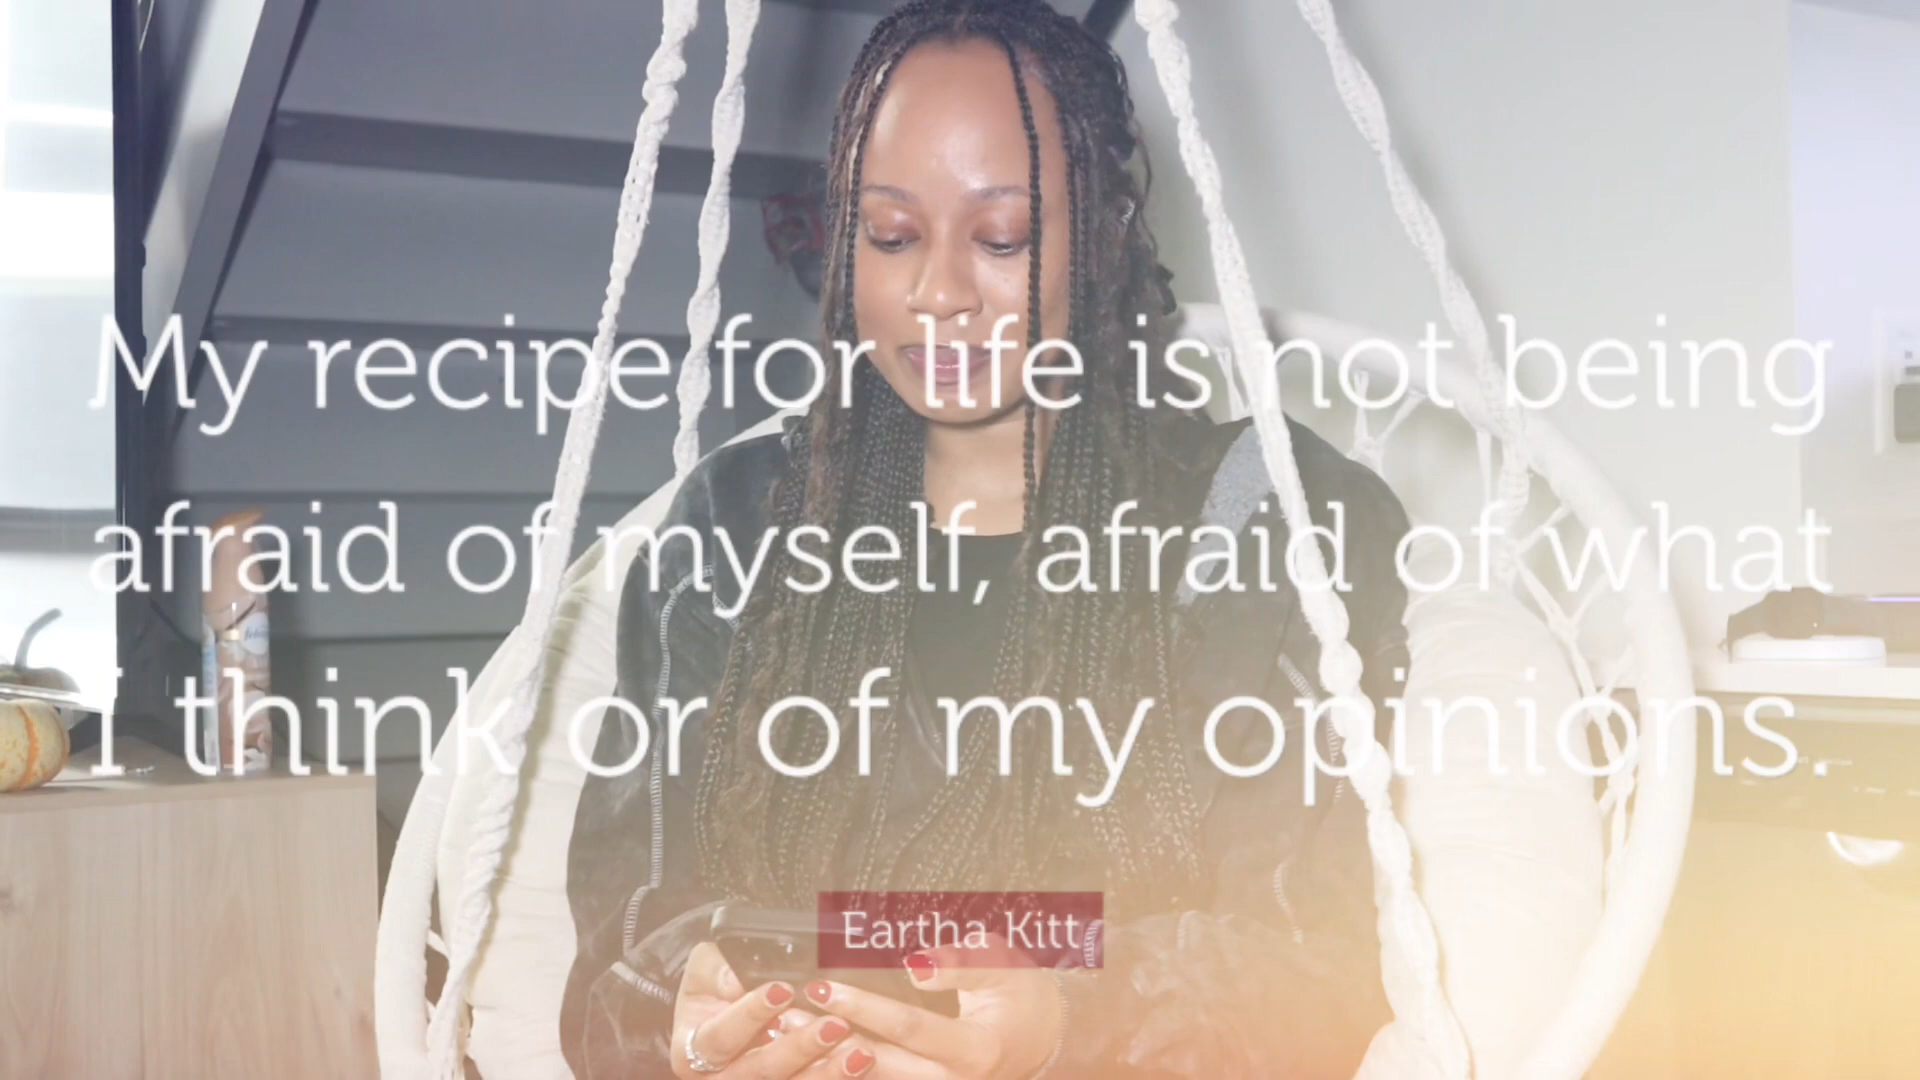 My recipe for life is not being
afraid of myself, afraid of what
I think or of my opinions.
Eartha Kitt